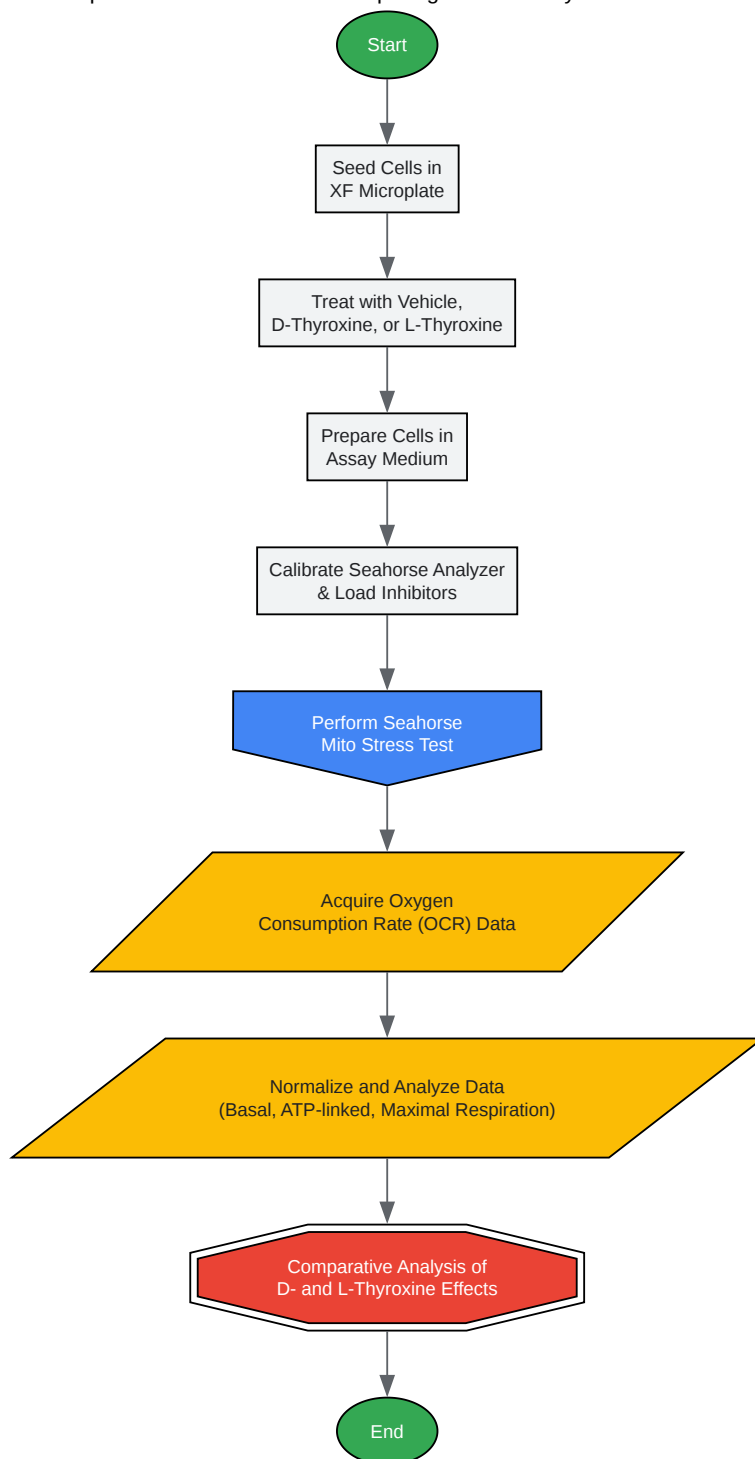 Start
Seed Cells in
XF Microplate
Treat with Vehicle,
D-Thyroxine, or L-Thyroxine
Prepare Cells in
Assay Medium
Calibrate Seahorse Analyzer
& Load Inhibitors
Perform Seahorse
Mito Stress Test
Acquire Oxygen
Consumption Rate (OCR) Data
Normalize and Analyze Data
(Basal, ATP-linked, Maximal Respiration)
Comparative Analysis of
D- and L-Thyroxine Effects
End